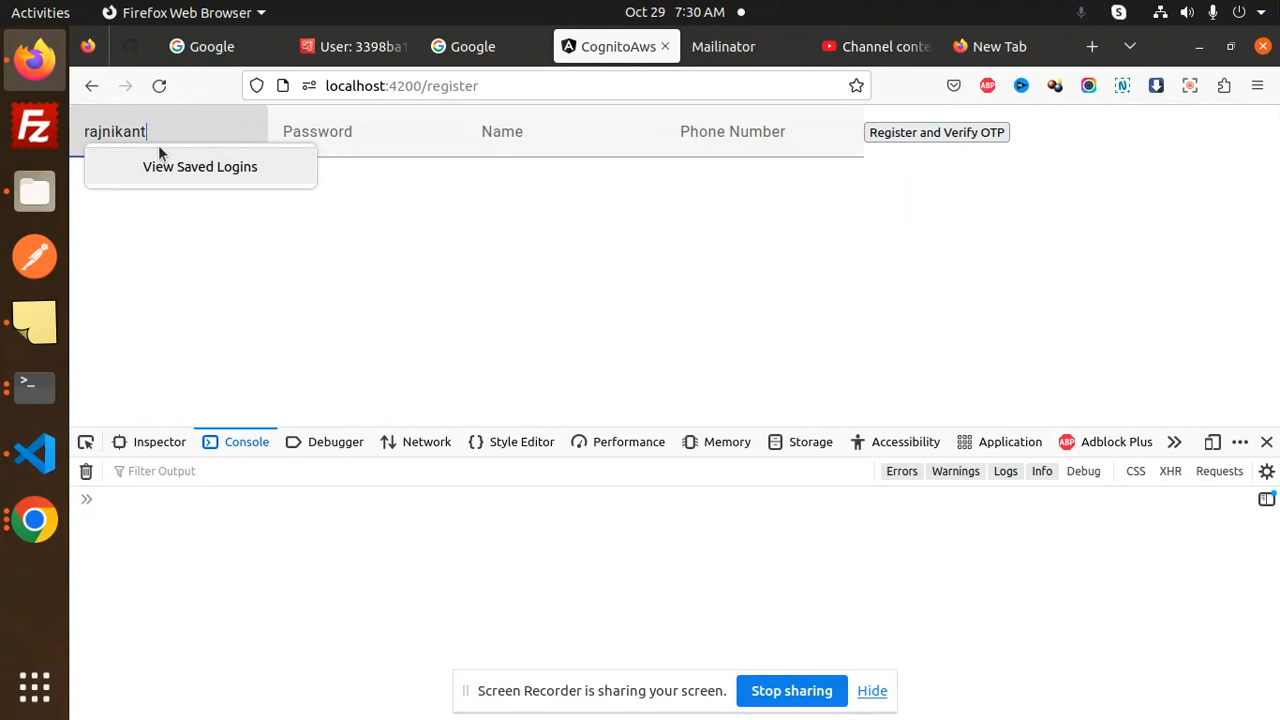 Activities Firefox Web Browser Oct 29 7:30 AM
Google User: 3398ba1 Google CognitoAws Mailinator Channel conte New Tab
localhost:4200/register
rajnikant Password Name Phone Number Register and Verify OTP
View Saved Logins
Inspector Console Debugger Network Style Editor Performance Memory Storage Accessibility Application Adblock Plus
Filter Output Errors Warnings Logs Info Debug CSS XHR Requests
Screen Recorder is sharing your screen. Stop sharing Hide